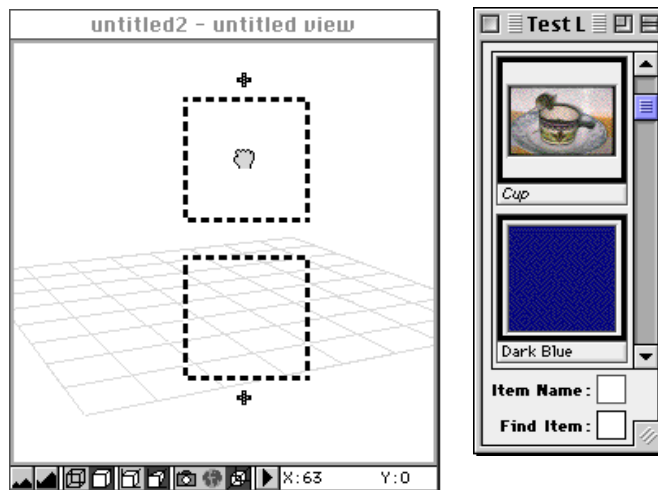 untitled2 - untitled view
X:63 Y:0
Test L
Cup
Dark Blue
Item Name:
Find Item: